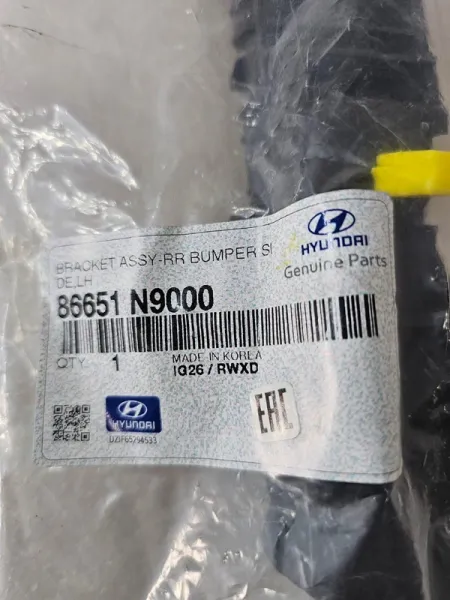 HYUNDAI
Genuine Parts
BRACKET ASSY-RR BUMPER SI
DE,LH
86651 N9000
QTY 1
MADE IN KOREA
IG26 / RWXD
HYUNDAI
EAC